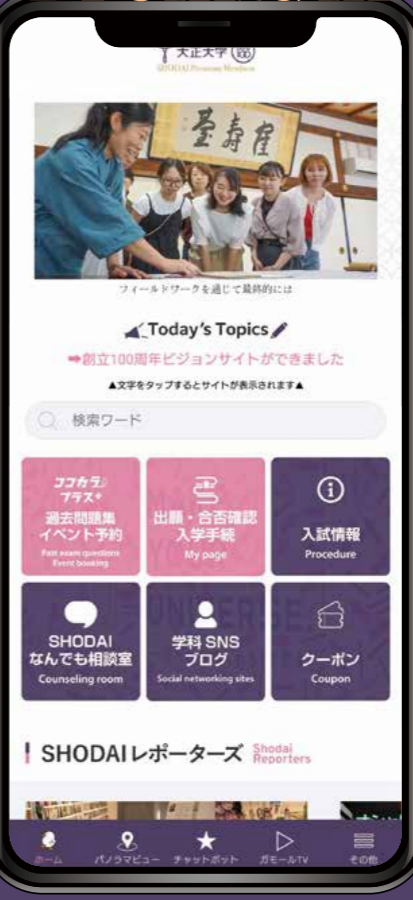 大正大学 100
SHODAI Promise Members
臺壽崔
フィールドワークを通じて最終的には
Today's Topics
➡創立100周年ビジョンサイトができました
▲文字をタップするとサイトが表示されます▲
検索ワード
ココカラ
プラス+
過去問題集
イベント予約
Past exam questions
Event booking
出願・合否確認
入学手続
My page
入試情報
Procedure
SHODAI
なんでも相談室
Counseling room
学科 SNS
ブログ
Social networking sites
クーポン
Coupon
SHODAIレポーターズ
Shodai
Reporters
ホーム
パノラマビュー
チャットボット
ガモールTV
その他